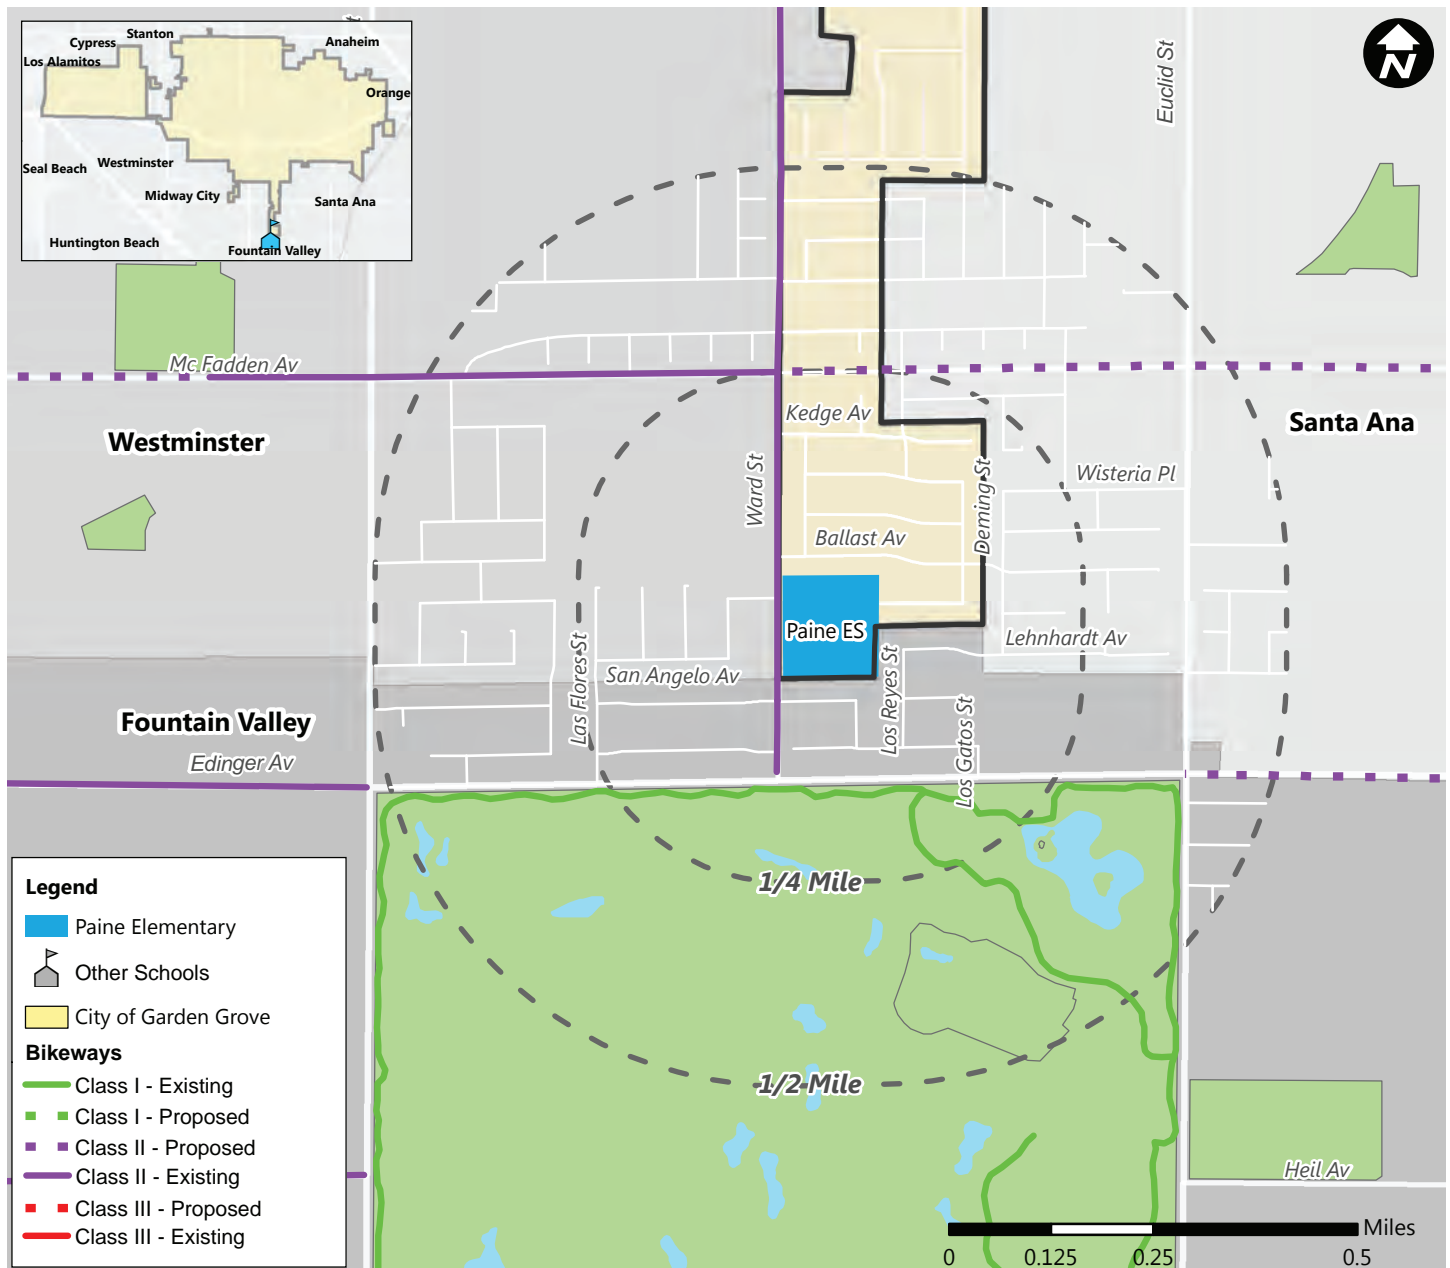 Stanton
Cypress
Anaheim
Los Alamitos
Orange
Seal Beach
Westminster
Midway City
Santa Ana
Huntington Beach
Fountain Valley
Euclid St
N
Mc Fadden Av
Westminster
Kedge Av
Santa Ana
Ward St
Deming St
Wisteria Pl
Ballast Av
Paine ES
Lehnhardt Av
Las Flores St
San Angelo Av
Los Reyes St
Los Gatos St
Fountain Valley
Edinger Av
1/4 Mile
1/2 Mile
Heil Av
Legend
Paine Elementary
Other Schools
City of Garden Grove
Bikeways
Class I - Existing
Class I - Proposed
Class II - Proposed
Class II - Existing
Class III - Proposed
Class III - Existing
Miles
0 0.125 0.25 0.5